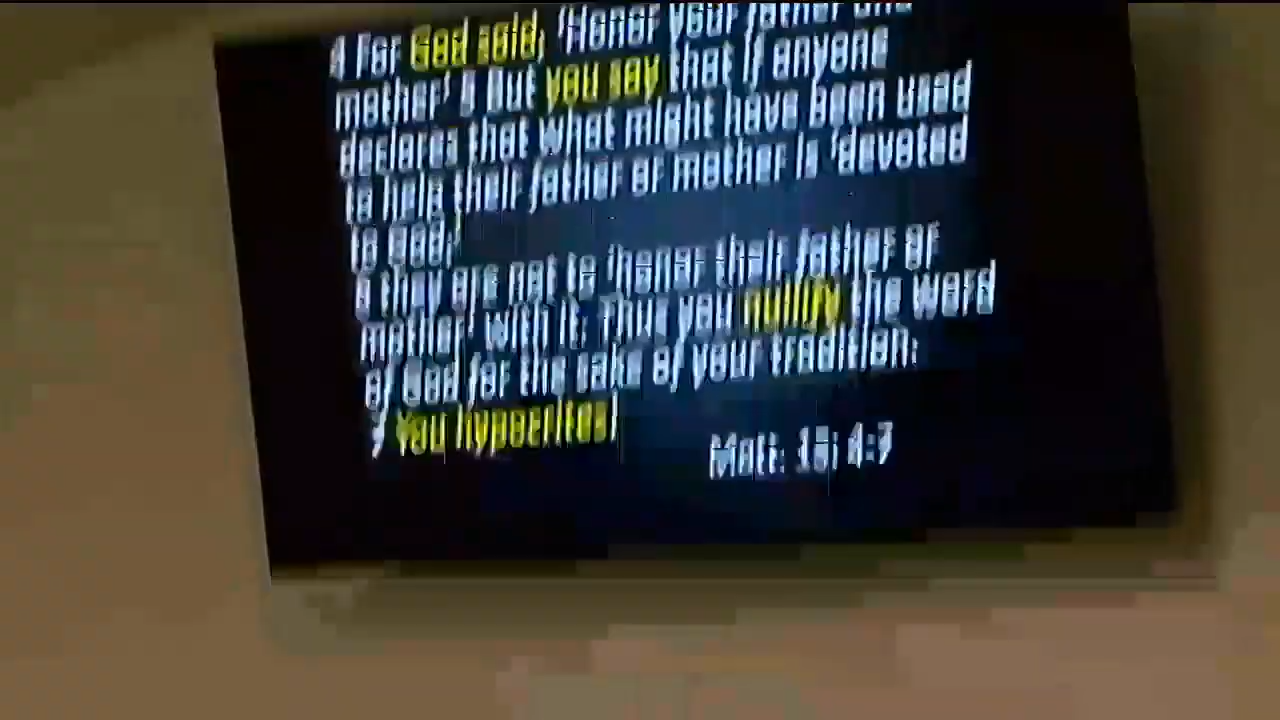 4 For God said, 'Honor your father and
mother' 5 But you say that if anyone
declares that what might have been used
to help their father or mother is 'devoted
to God,'
6 they are not to 'honor their father or
mother' with it. Thus you nullify the word
of God for the sake of your tradition.
7 You hypocrites!
Matt. 15: 4-7